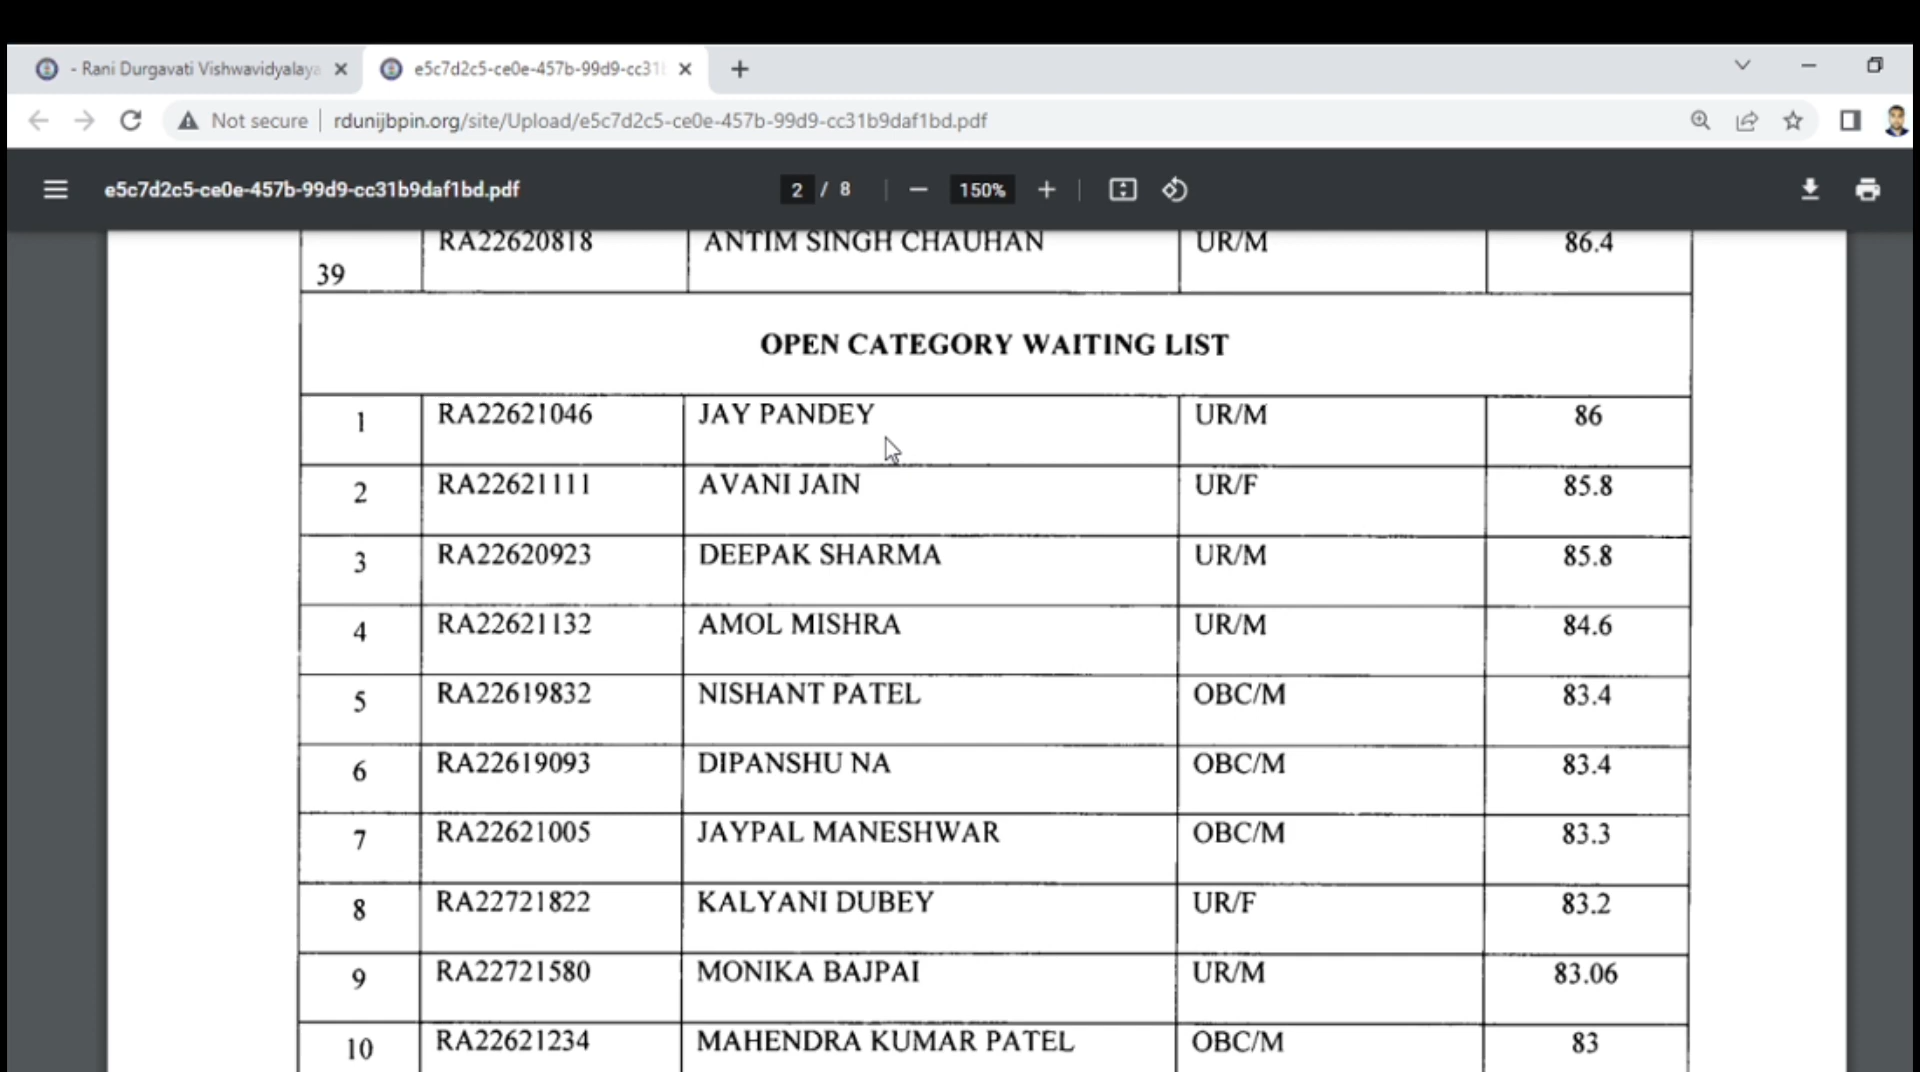 - Rani Durgavati Vishwavidyalaya
e5c7d2c5-ce0e-457b-99d9-cc31
Not secure rdunijbpin.org/site/Upload/e5c7d2c5-ce0e-457b-99d9-cc31b9daf1bd.pdf
e5c7d2c5-ce0e-457b-99d9-cc31b9daf1bd.pdf 2 / 8 150%
39 RA22620818 ANTIM SINGH CHAUHAN UR/M 86.4
OPEN CATEGORY WAITING LIST
1 RA22621046 JAY PANDEY UR/M 86
2 RA22621111 AVANI JAIN UR/F 85.8
3 RA22620923 DEEPAK SHARMA UR/M 85.8
4 RA22621132 AMOL MISHRA UR/M 84.6
5 RA22619832 NISHANT PATEL OBC/M 83.4
6 RA22619093 DIPANSHU NA OBC/M 83.4
7 RA22621005 JAYPAL MANESHWAR OBC/M 83.3
8 RA22721822 KALYANI DUBEY UR/F 83.2
9 RA22721580 MONIKA BAJPAI UR/M 83.06
10 RA22621234 MAHENDRA KUMAR PATEL OBC/M 83